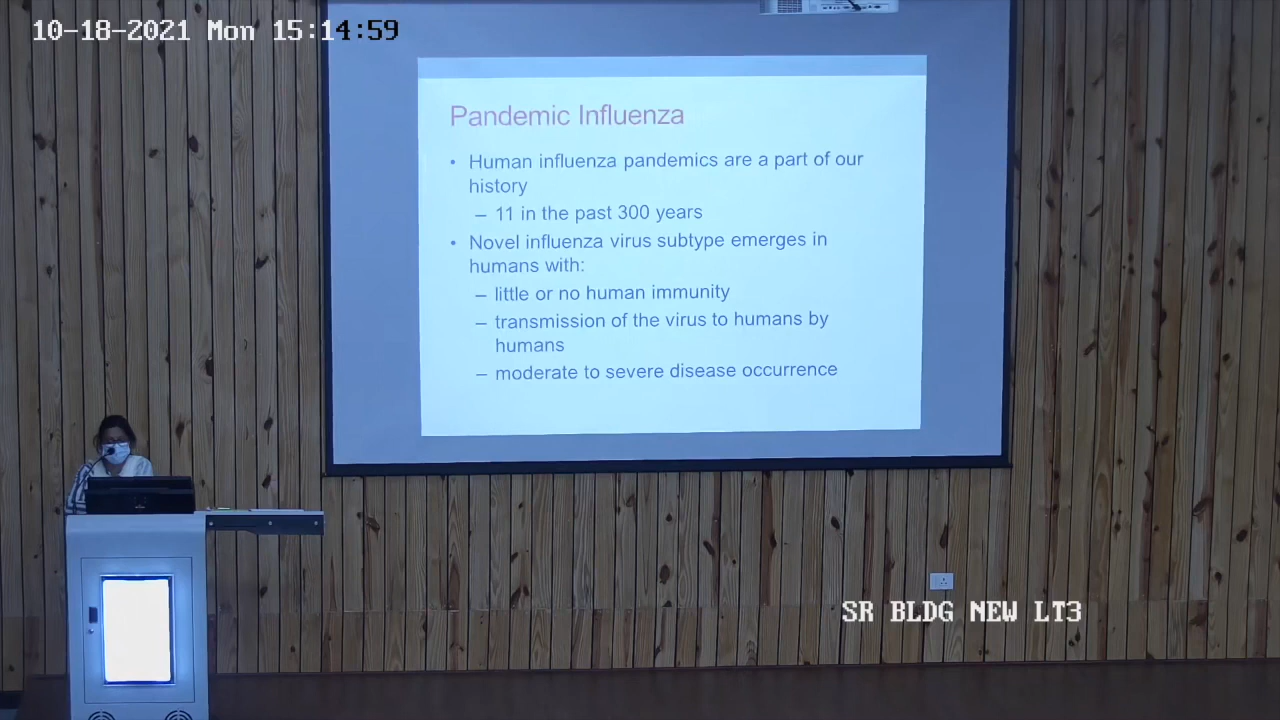 10-18-2021 Mon 15:14:59
Pandemic Influenza
• Human influenza pandemics are a part of our
history
– 11 in the past 300 years
• Novel influenza virus subtype emerges in
humans with:
– little or no human immunity
– transmission of the virus to humans by
humans
– moderate to severe disease occurrence
SR BLDG NEW LT3